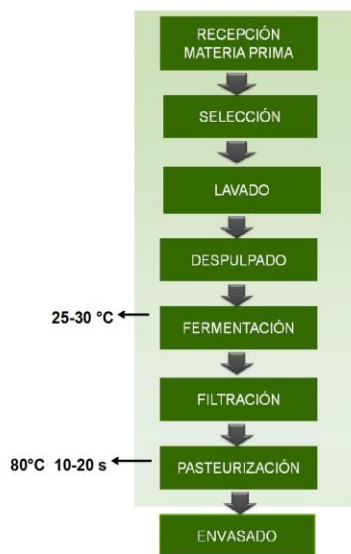 RECEPCIÓN
MATERIA PRIMA
SELECCIÓN
LAVADO
DESPULPADO
25-30 °C
FERMENTACIÓN
FILTRACIÓN
80°C 10-20 s
PASTEURIZACIÓN
ENVASADO